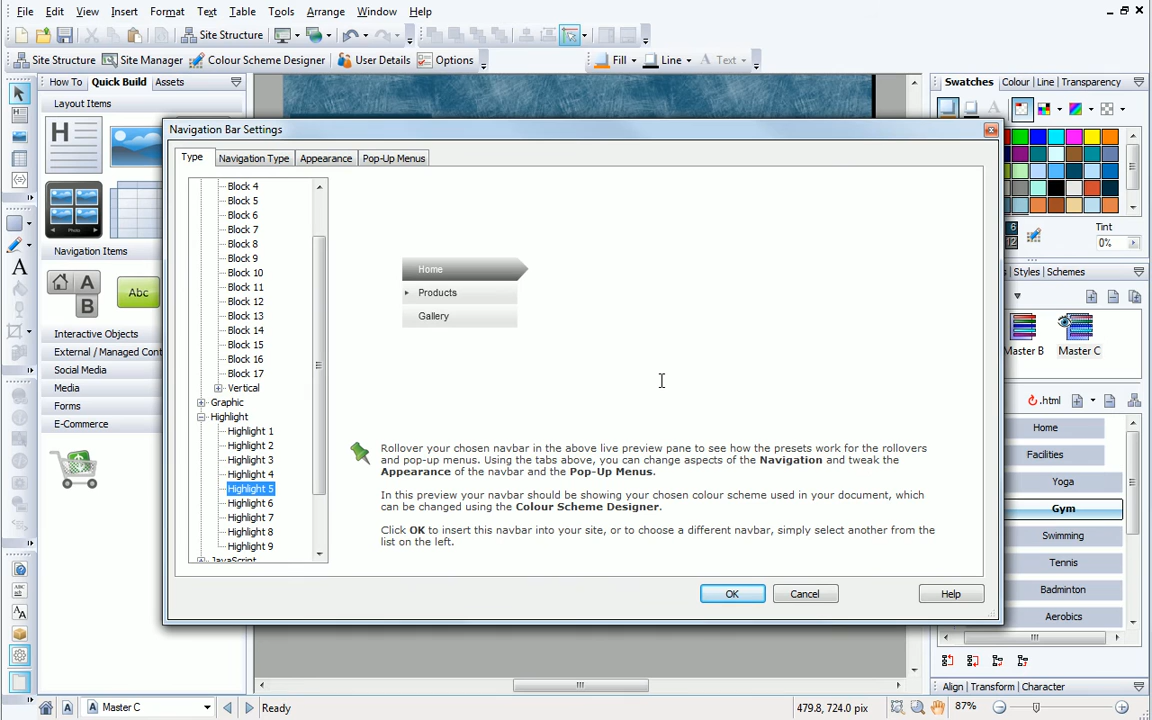 File Edit View Insert Format Text Table Tools Arrange Window Help
Site Structure
Site Structure Site Manager Colour Scheme Designer User Details Options Fill Line Text
How To Quick Build Assets
Swatches Colour Line Transparency
Layout Items
Navigation Bar Settings
Type Navigation Type Appearance Pop-Up Menus
Block 4
Block 5
Block 6
Block 7
Block 8
Block 9
Block 10
Block 11
Block 12
Block 13
Block 14
Block 15
Block 16
Block 17
Vertical
Graphic
Highlight
Highlight 1
Highlight 2
Highlight 3
Highlight 4
Highlight 5
Highlight 6
Highlight 7
Highlight 8
Highlight 9
JavaScript
Home
Products
Gallery
Rollover your chosen navbar in the above live preview pane to see how the presets work for the rollovers
and pop-up menus. Using the tabs above, you can change aspects of the Navigation and tweak the
Appearance of the navbar and the Pop-Up Menus.
In this preview your navbar should be showing your chosen colour scheme used in your document, which
can be changed using the Colour Scheme Designer.
Click OK to insert this navbar into your site, or to choose a different navbar, simply select another from the
list on the left.
OK Cancel Help
H
Photo
Navigation Items
A
B
Abc
Interactive Objects
External / Managed Cont
Social Media
Media
Forms
E-Commerce
A
6
12
Tint
0%
Styles Schemes
Master B Master C
.html
Home
Facilities
Yoga
Gym
Swimming
Tennis
Badminton
Aerobics
Align Transform Character
A Master C Ready 479.8, 724.0 pix 87%